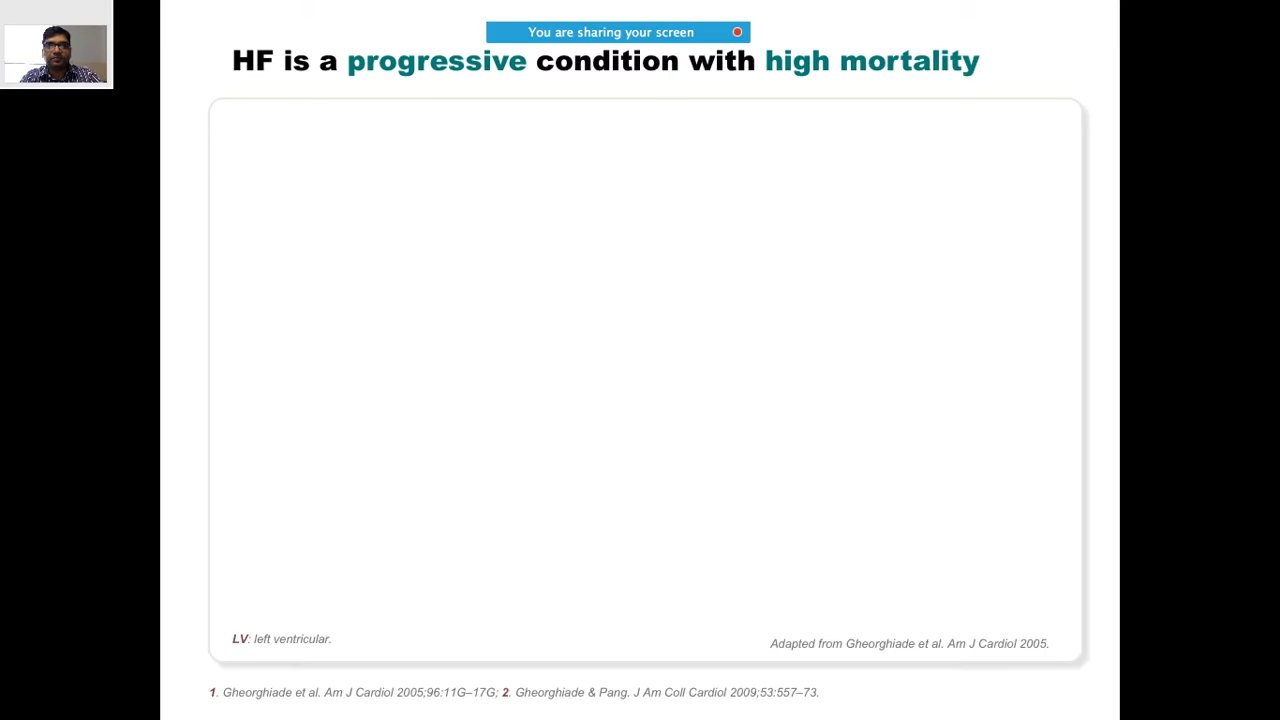 You are sharing your screen
HF is a progressive condition with high mortality
LV: left ventricular.
Adapted from Gheorghiade et al. Am J Cardiol 2005.
1. Gheorghiade et al. Am J Cardiol 2005;96:11G–17G; 2. Gheorghiade & Pang. J Am Coll Cardiol 2009;53:557–73.